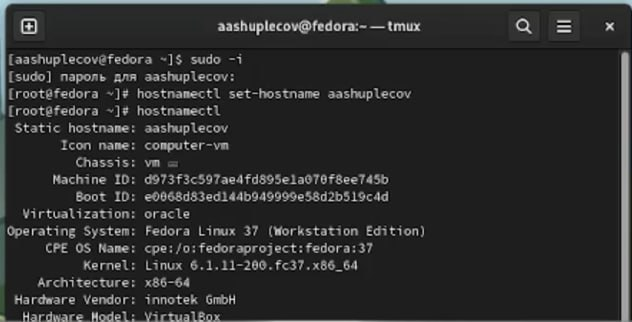 aashuplecov@fedora:~ — tmux
[aashuplecov@fedora ~]$ sudo -i
[sudo] пароль для aashuplecov:
[root@fedora ~]# hostnamectl set-hostname aashuplecov
[root@fedora ~]# hostnamectl
Static hostname: aashuplecov
Icon name: computer-vm
Chassis: vm
Machine ID: d973f3c597ae4fd895e1a070f8ee745b
Boot ID: e0068d83ed144b949999e58d2b519c4d
Virtualization: oracle
Operating System: Fedora Linux 37 (Workstation Edition)
CPE OS Name: cpe:/o:fedoraproject:fedora:37
Kernel: Linux 6.1.11-200.fc37.x86_64
Architecture: x86-64
Hardware Vendor: innotek GmbH
Hardware Model: VirtualBox